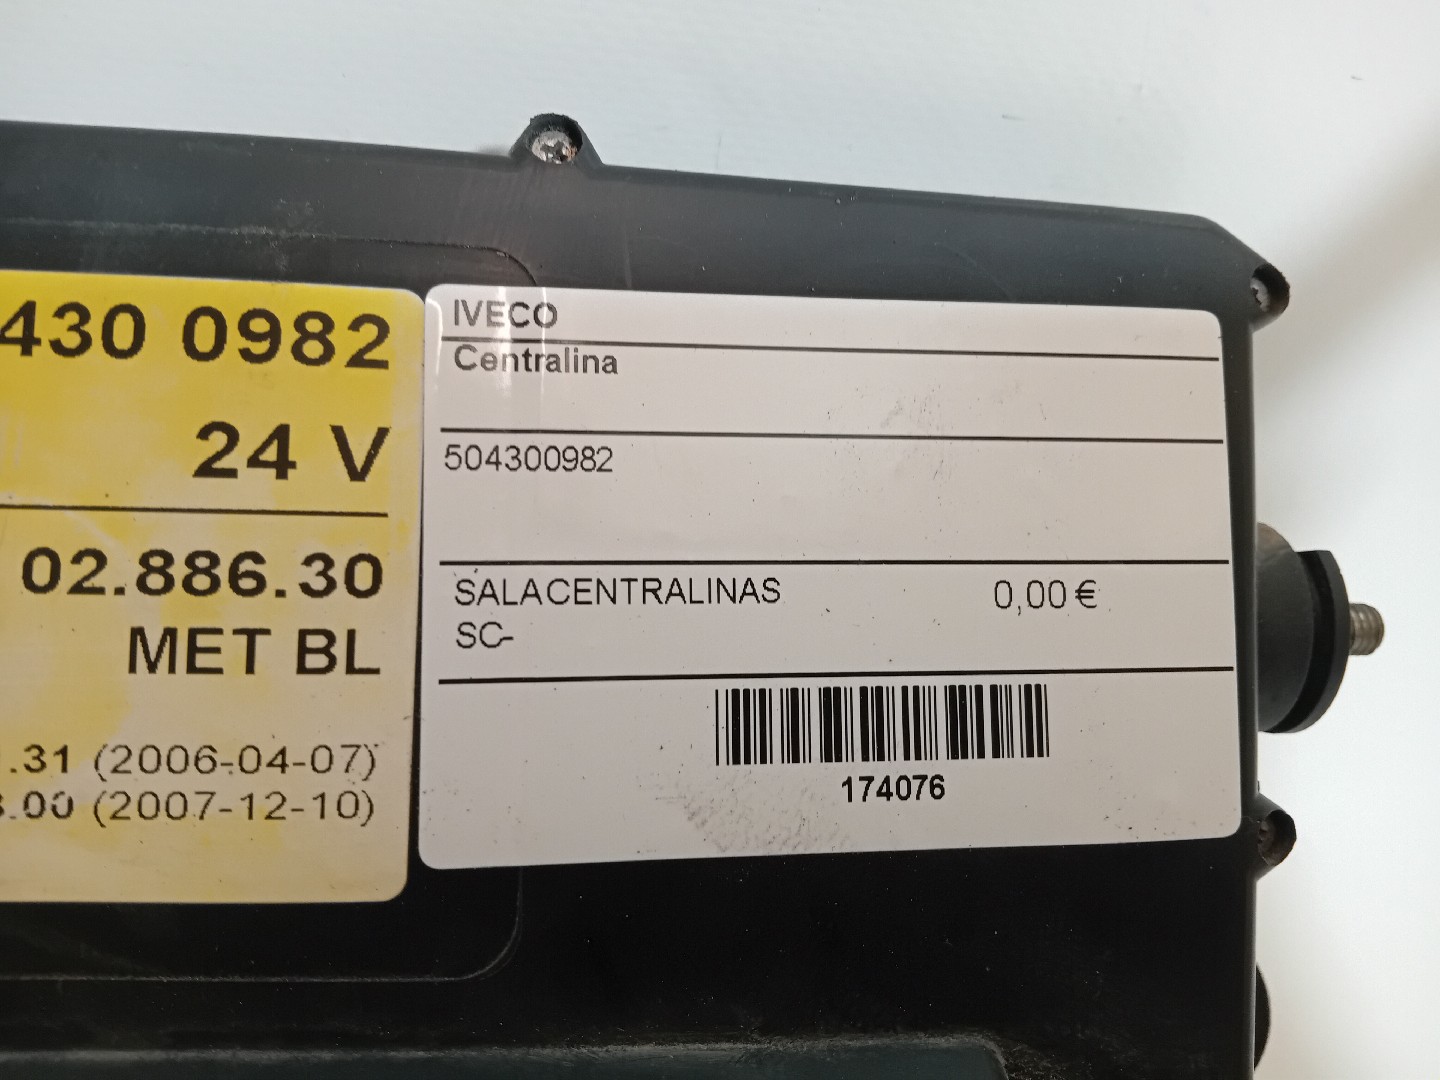 430 0982
24 V
02.886.30
MET BL
.31 (2006-04-07)
.00 (2007-12-10)
IVECO
Centralina
504300982
SALACENTRALINAS 0,00 €
SC-
174076